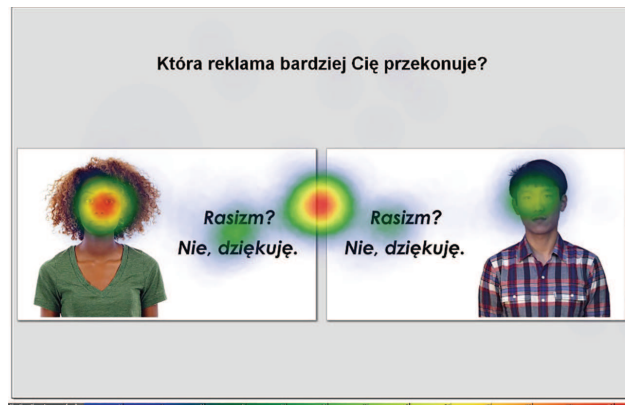 Która reklama bardziej Cię przekonuje?
Rasizm?
Nie, dziękuję.
Rasizm?
Nie, dziękuję.